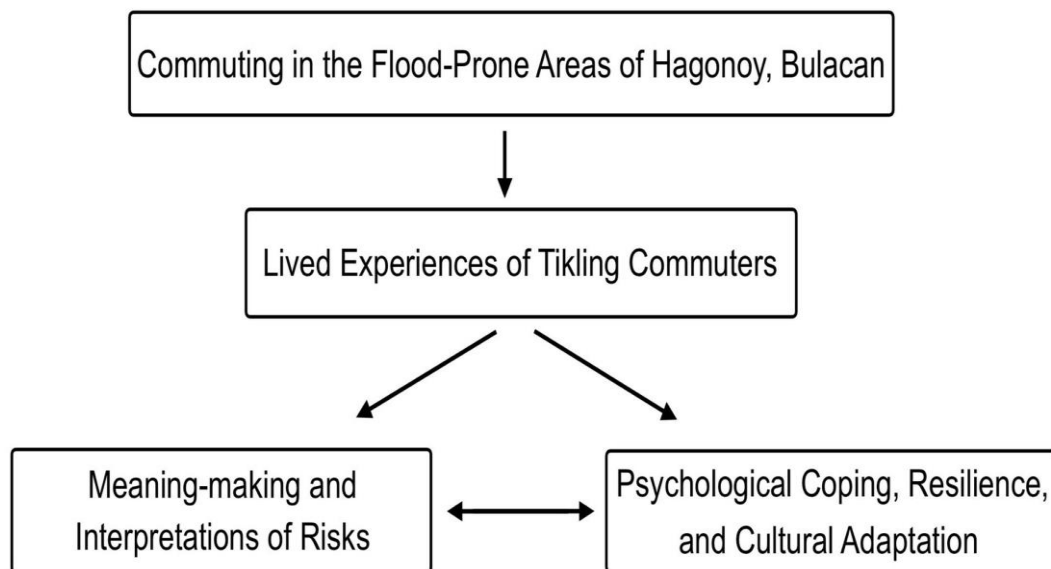 Commuting in the Flood-Prone Areas of Hagonoy, Bulacan
Lived Experiences of Tikling Commuters
Meaning-making and
Interpretations of Risks
Psychological Coping, Resilience,
and Cultural Adaptation